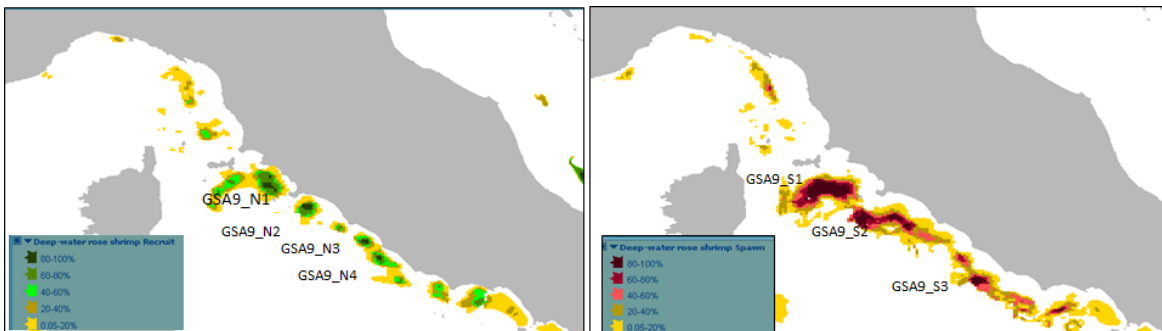 GSA9_N1
GSA9_N2
GSA9_N3
GSA9_N4
Deep-water rose shrimp Recruit
80-100%
60-80%
40-60%
20-40%
0.05-20%
GSA9_S1
GSA9_S2
GSA9_S3
Deep-water rose shrimp Spawn
80-100%
60-80%
40-60%
20-40%
0.05-20%